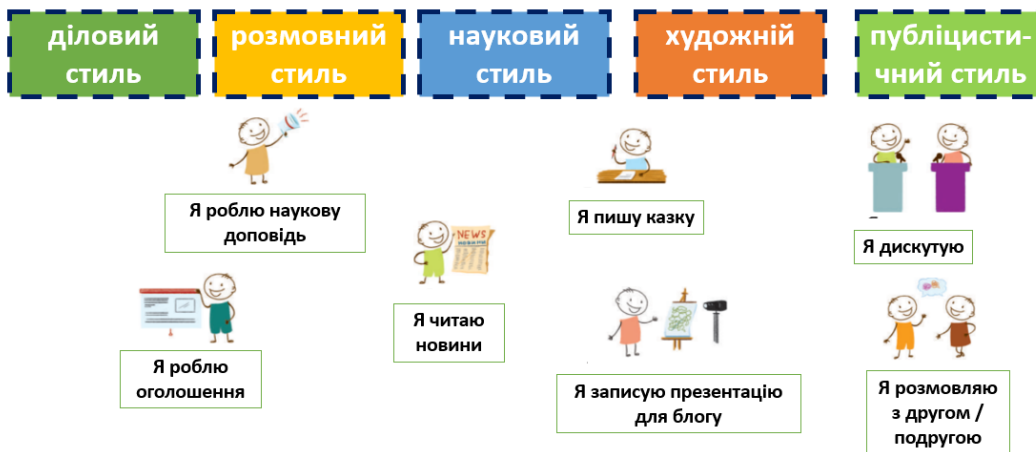 діловий
стиль
розмовний
стиль
науковий
стиль
художній
стиль
публіцисти-
чний стиль
Я роблю наукову
доповідь
Я пишу казку
Я дискутую
NEWS
Я читаю
новини
Я роблю
оголошення
Я записую презентацію
для блогу
Я розмовляю
з другом /
подругою